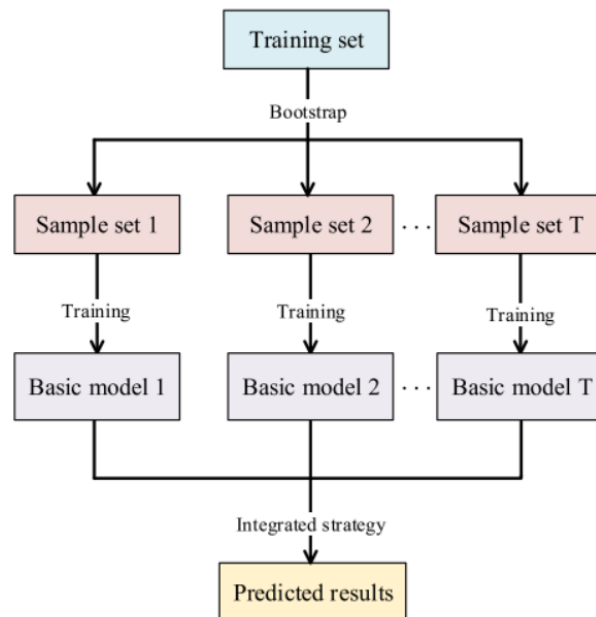 Training set
Bootstrap
Sample set 1
Sample set 2
...
Sample set T
Training
Training
Training
Basic model 1
Basic model 2
...
Basic model T
Integrated strategy
Predicted results